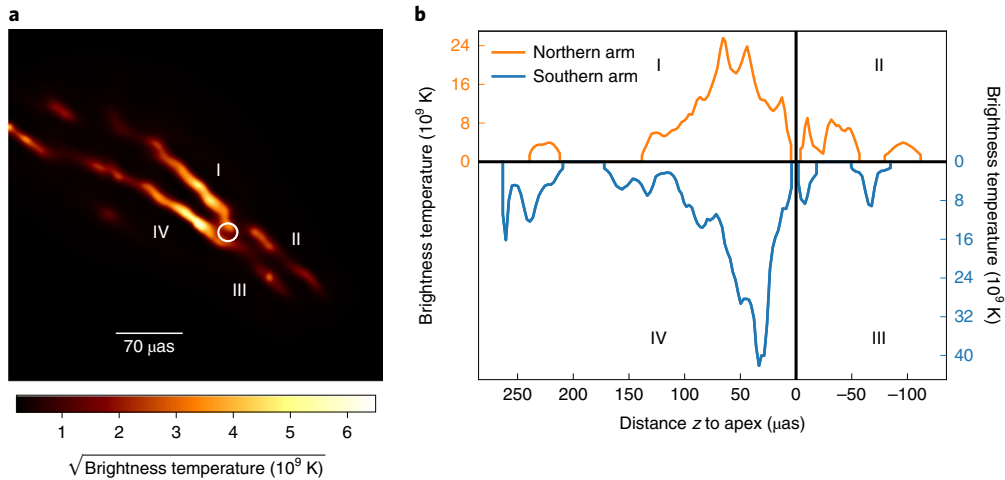 a
I
II
III
IV
70 μas
1 2 3 4 5 6
√Brightness temperature (10⁹ K)
b
Northern arm
Southern arm
I
II
IV
III
24
16
8
0
0
8
16
24
32
40
Brightness temperature (10⁹ K)
Brightness temperature (10⁹ K)
250 200 150 100 50 0 −50 −100
Distance z to apex (μas)